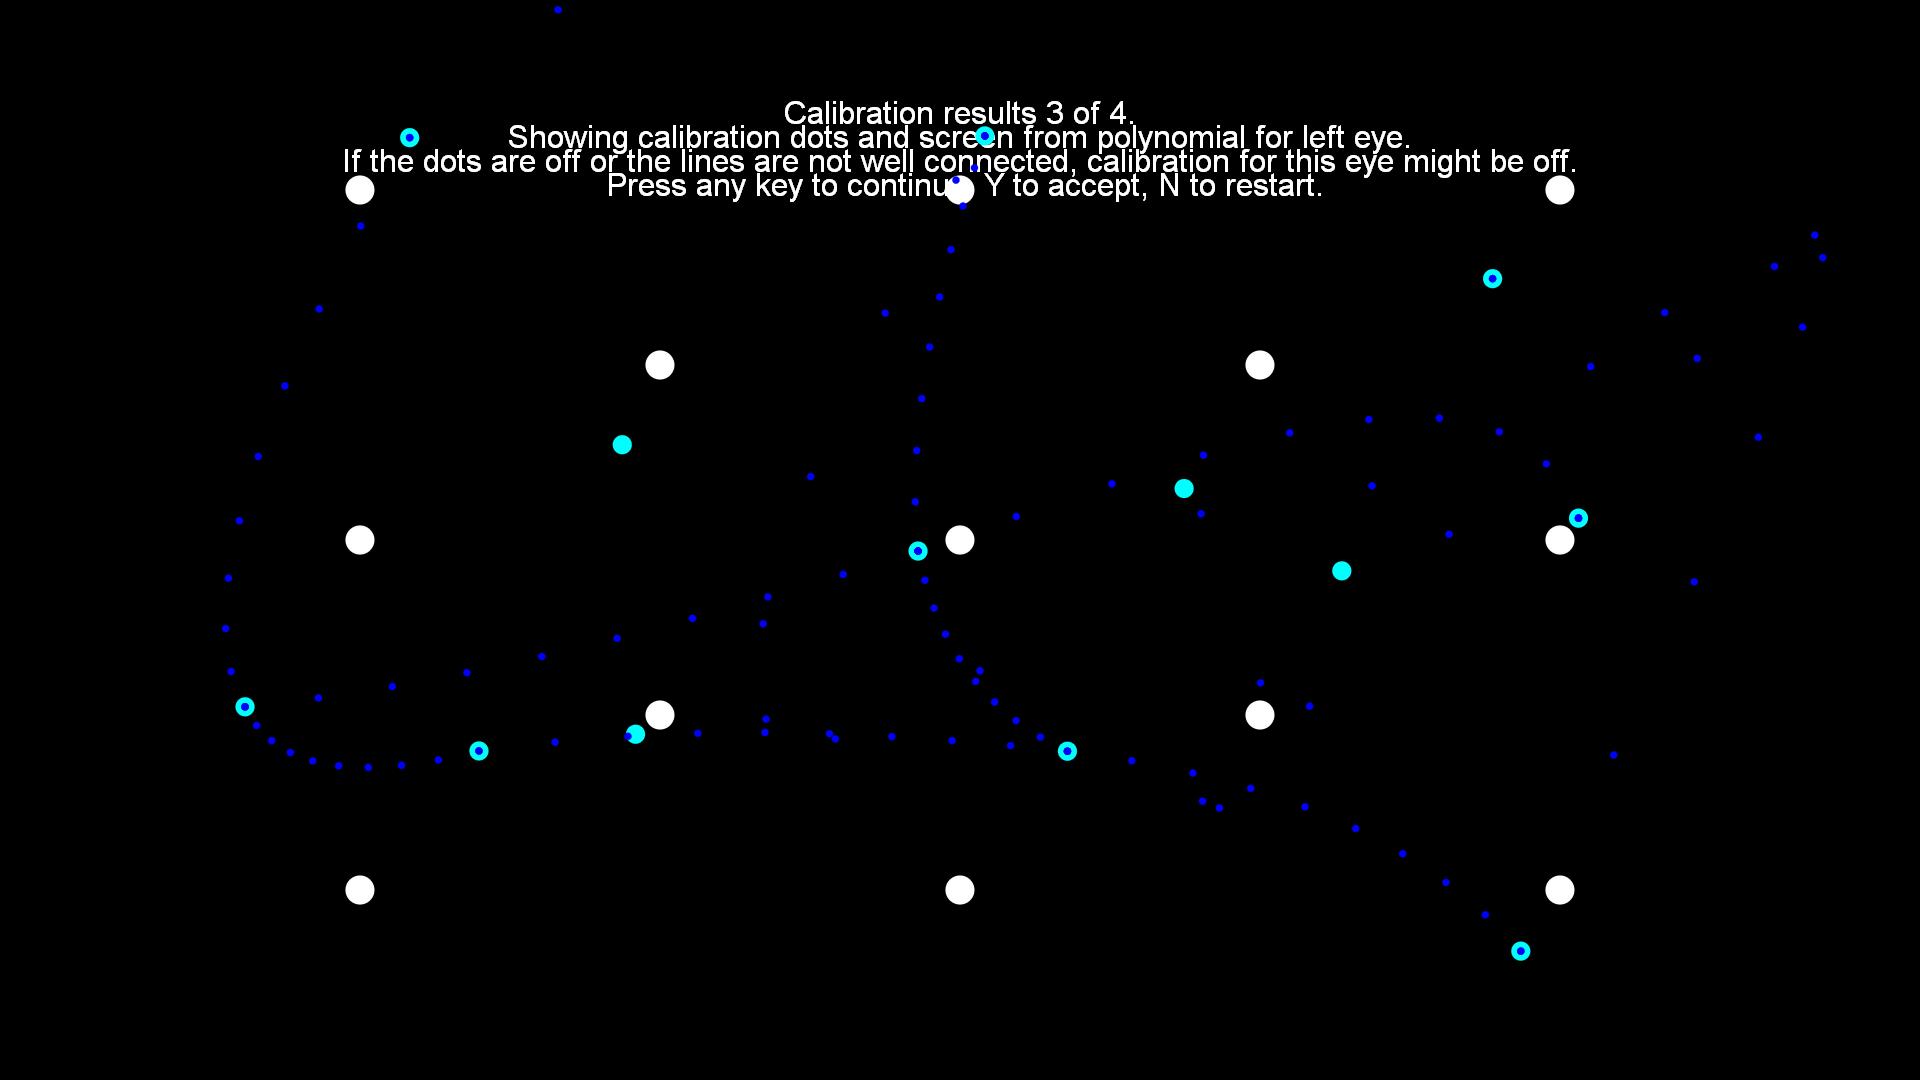 Calibration results 3 of 4.
Showing calibration dots and screen from polynomial for left eye.
If the dots are off or the lines are not well connected, calibration for this eye might be off.
Press any key to continue, Y to accept, N to restart.